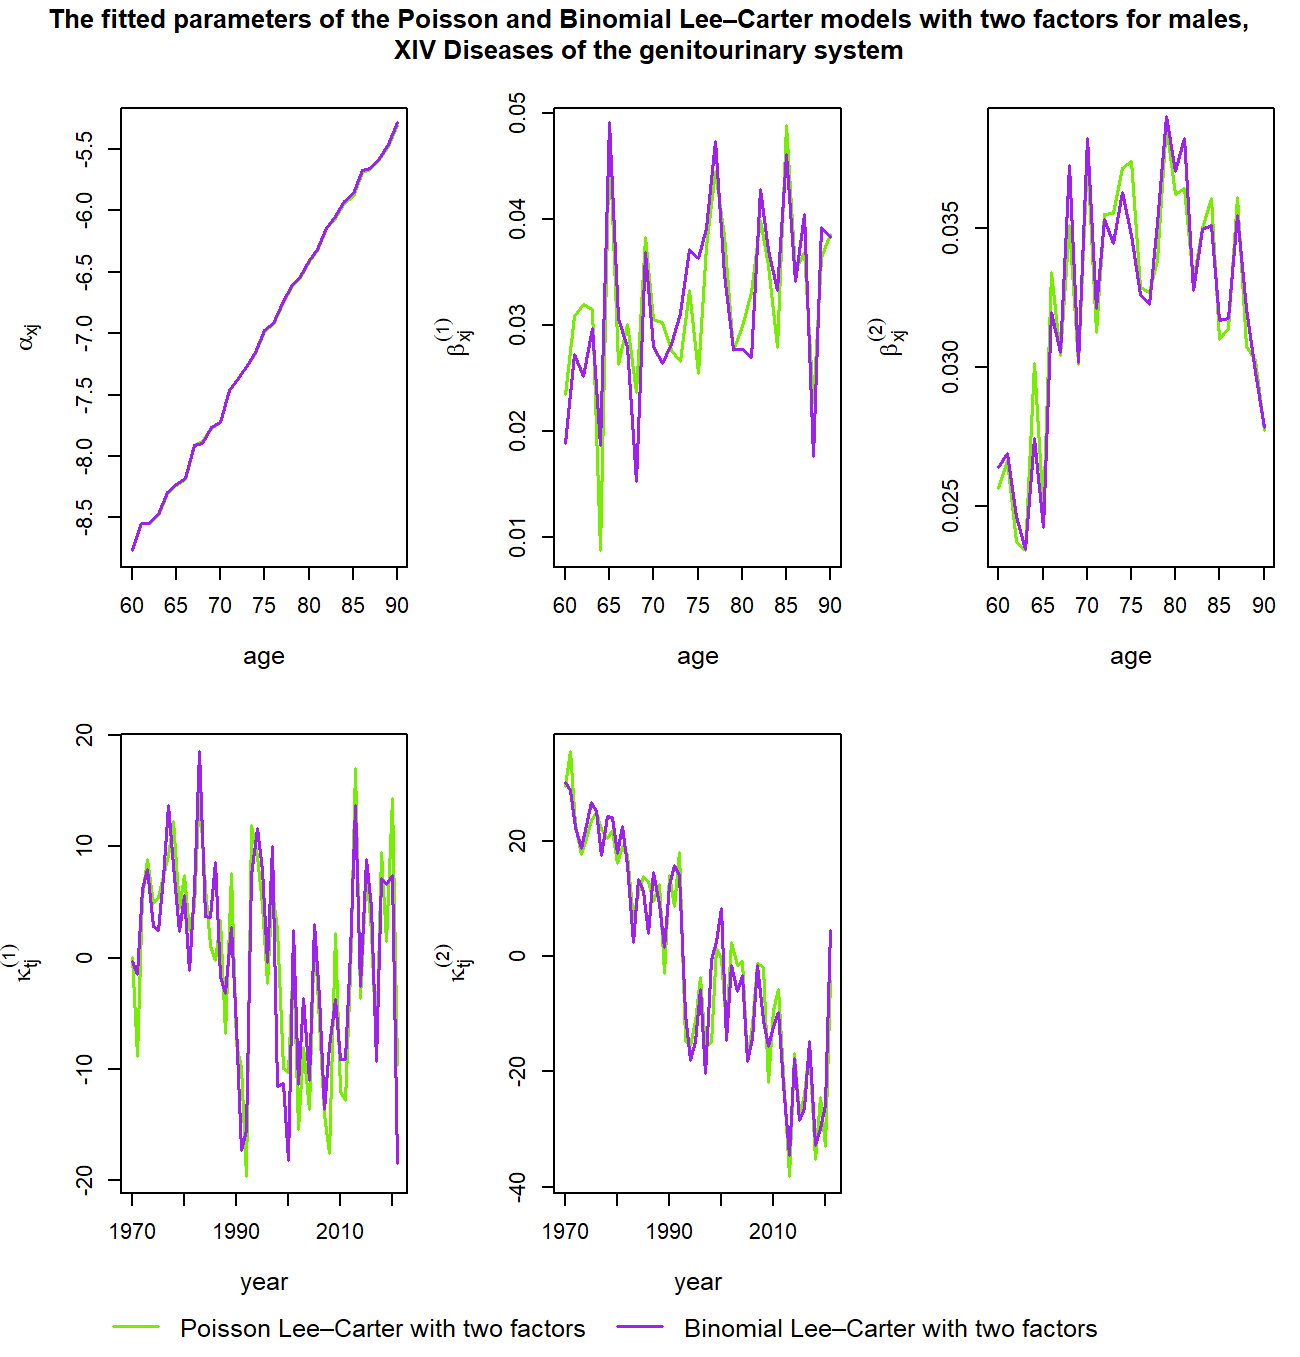 The fitted parameters of the Poisson and Binomial Lee–Carter models with two factors for males,
XIV Diseases of the genitourinary system
αxj
-5.5
-6.0
-6.5
-7.0
-7.5
-8.0
-8.5
60 65 70 75 80 85 90
age
βxj(1)
0.05
0.04
0.03
0.02
0.01
60 65 70 75 80 85 90
age
βxj(2)
0.035
0.030
0.025
60 65 70 75 80 85 90
age
κtj(1)
20
10
0
-10
-20
1970 1990 2010
year
κtj(2)
20
0
-20
-40
1970 1990 2010
year
Poisson Lee–Carter with two factors Binomial Lee–Carter with two factors